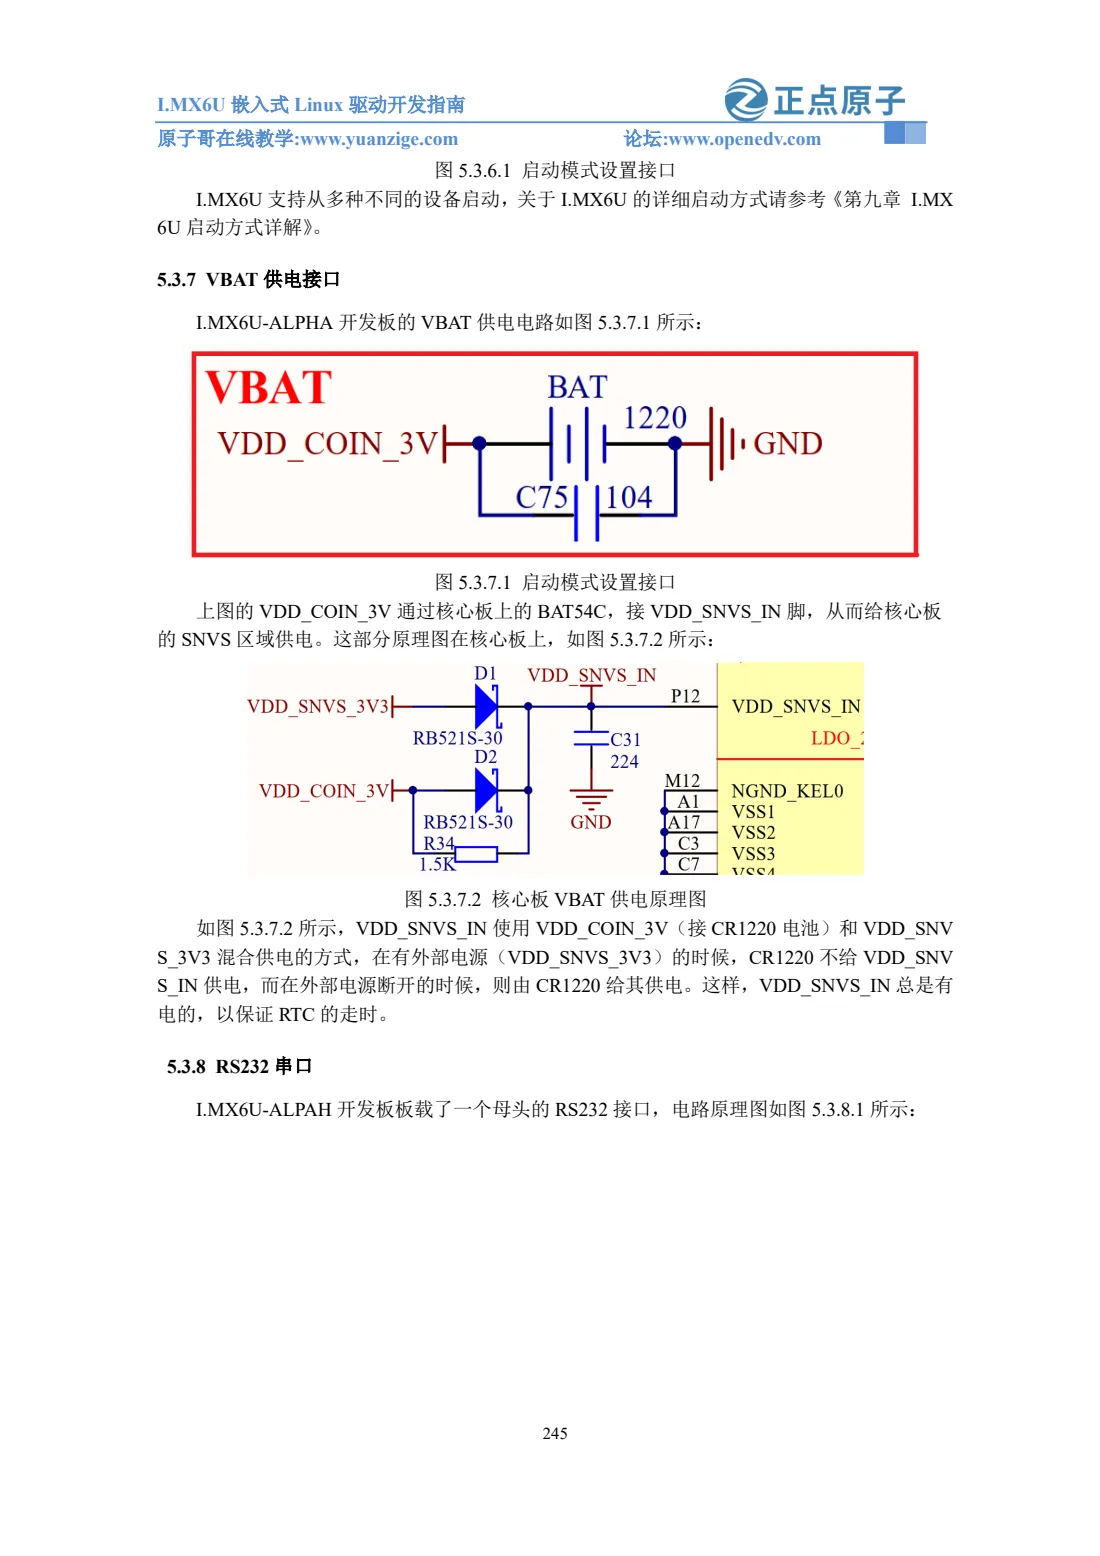 I.MX6U 嵌入式 Linux 驱动开发指南
正点原子
原子哥在线教学:www.yuanzige.com 论坛:www.openedv.com
图 5.3.6.1 启动模式设置接口
I.MX6U 支持从多种不同的设备启动，关于 I.MX6U 的详细启动方式请参考《第九章 I.MX
6U 启动方式详解》。
5.3.7 VBAT 供电接口
I.MX6U-ALPHA 开发板的 VBAT 供电电路如图 5.3.7.1 所示：
VBAT
BAT
1220
VDD_COIN_3V
GND
C75
104
图 5.3.7.1 启动模式设置接口
上图的 VDD_COIN_3V 通过核心板上的 BAT54C，接 VDD_SNVS_IN 脚，从而给核心板
的 SNVS 区域供电。这部分原理图在核心板上，如图 5.3.7.2 所示：
D1
VDD_SNVS_IN
P12
VDD_SNVS_3V3
VDD_SNVS_IN
RB521S-30
C31
LDO_2
D2
224
M12
VDD_COIN_3V
NGND_KEL0
A1
VSS1
RB521S-30
GND
A17
VSS2
R34
C3
VSS3
1.5K
C7
VSS4
图 5.3.7.2 核心板 VBAT 供电原理图
如图 5.3.7.2 所示，VDD_SNVS_IN 使用 VDD_COIN_3V（接 CR1220 电池）和 VDD_SNV
S_3V3 混合供电的方式，在有外部电源（VDD_SNVS_3V3）的时候，CR1220 不给 VDD_SNV
S_IN 供电，而在外部电源断开的时候，则由 CR1220 给其供电。这样，VDD_SNVS_IN 总是有
电的，以保证 RTC 的走时。
5.3.8 RS232 串口
I.MX6U-ALPAH 开发板板载了一个母头的 RS232 接口，电路原理图如图 5.3.8.1 所示：
245